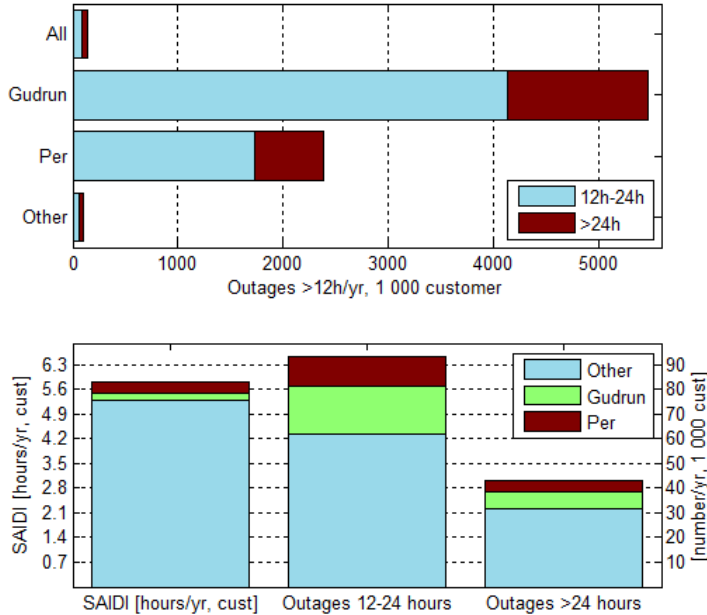 All
Gudrun
Per
Other
12h-24h
>24h
0 1000 2000 3000 4000 5000
Outages >12h/yr, 1 000 customer
SAIDI [hours/yr, cust]
6.3
5.6
4.9
4.2
3.5
2.8
2.1
1.4
0.7
Other
Gudrun
Per
90
80
70
60
50
40
30
20
10
[number/yr, 1 000 cust]
SAIDI [hours/yr, cust] Outages 12-24 hours Outages >24 hours